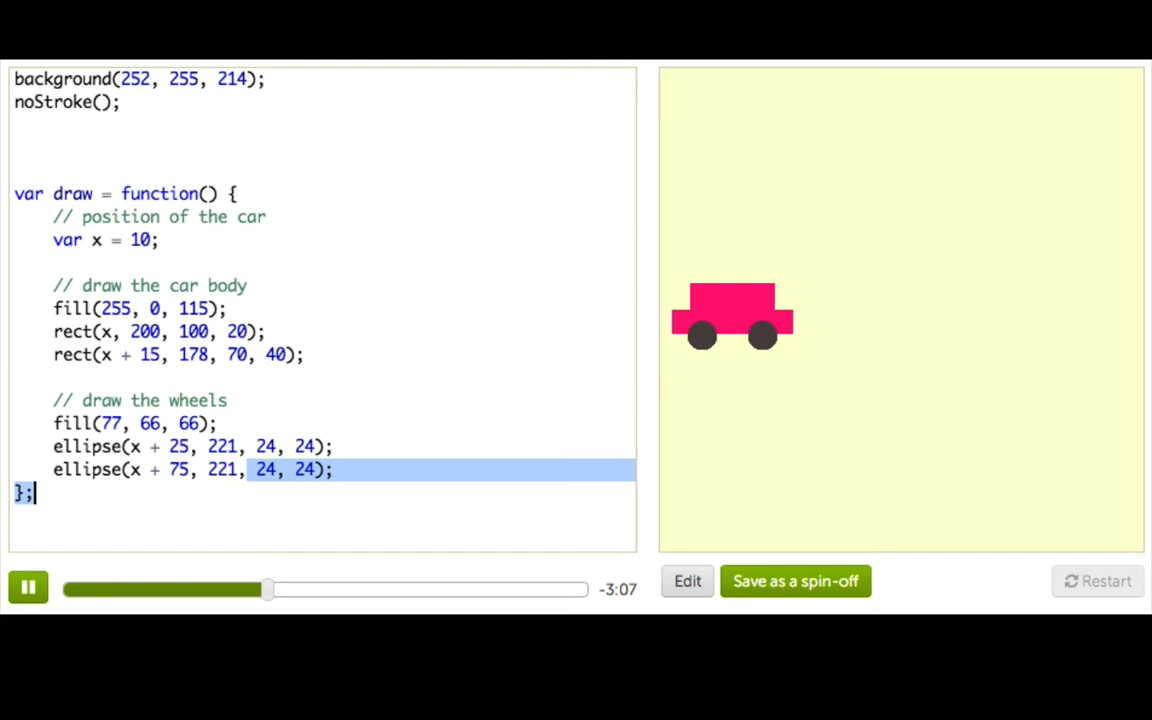 background(252, 255, 214);
noStroke();
var draw = function() {
// position of the car
var x = 10;
// draw the car body
fill(255, 0, 115);
rect(x, 200, 100, 20);
rect(x + 15, 178, 70, 40);
// draw the wheels
fill(77, 66, 66);
ellipse(x + 25, 221, 24, 24);
ellipse(x + 75, 221, 24, 24);
};
-3:07
Edit
Save as a spin-off
Restart